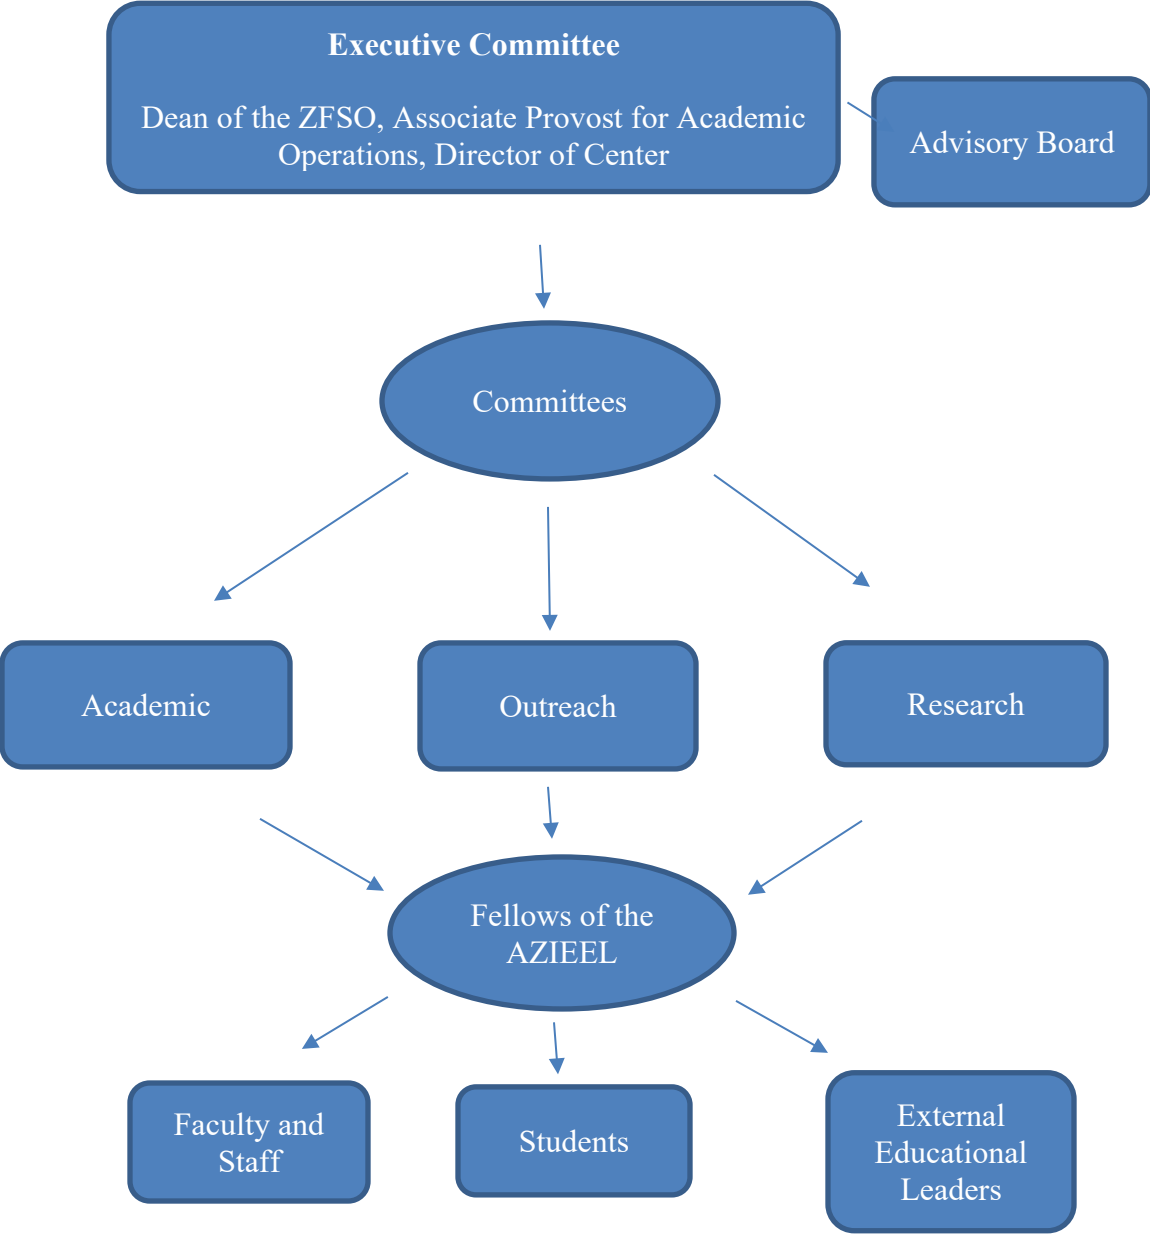 Executive Committee
Dean of the ZFSO, Associate Provost for Academic
Operations, Director of Center
Advisory Board
Committees
Academic
Outreach
Research
Fellows of the
AZIEEL
Faculty and
Staff
Students
External
Educational
Leaders